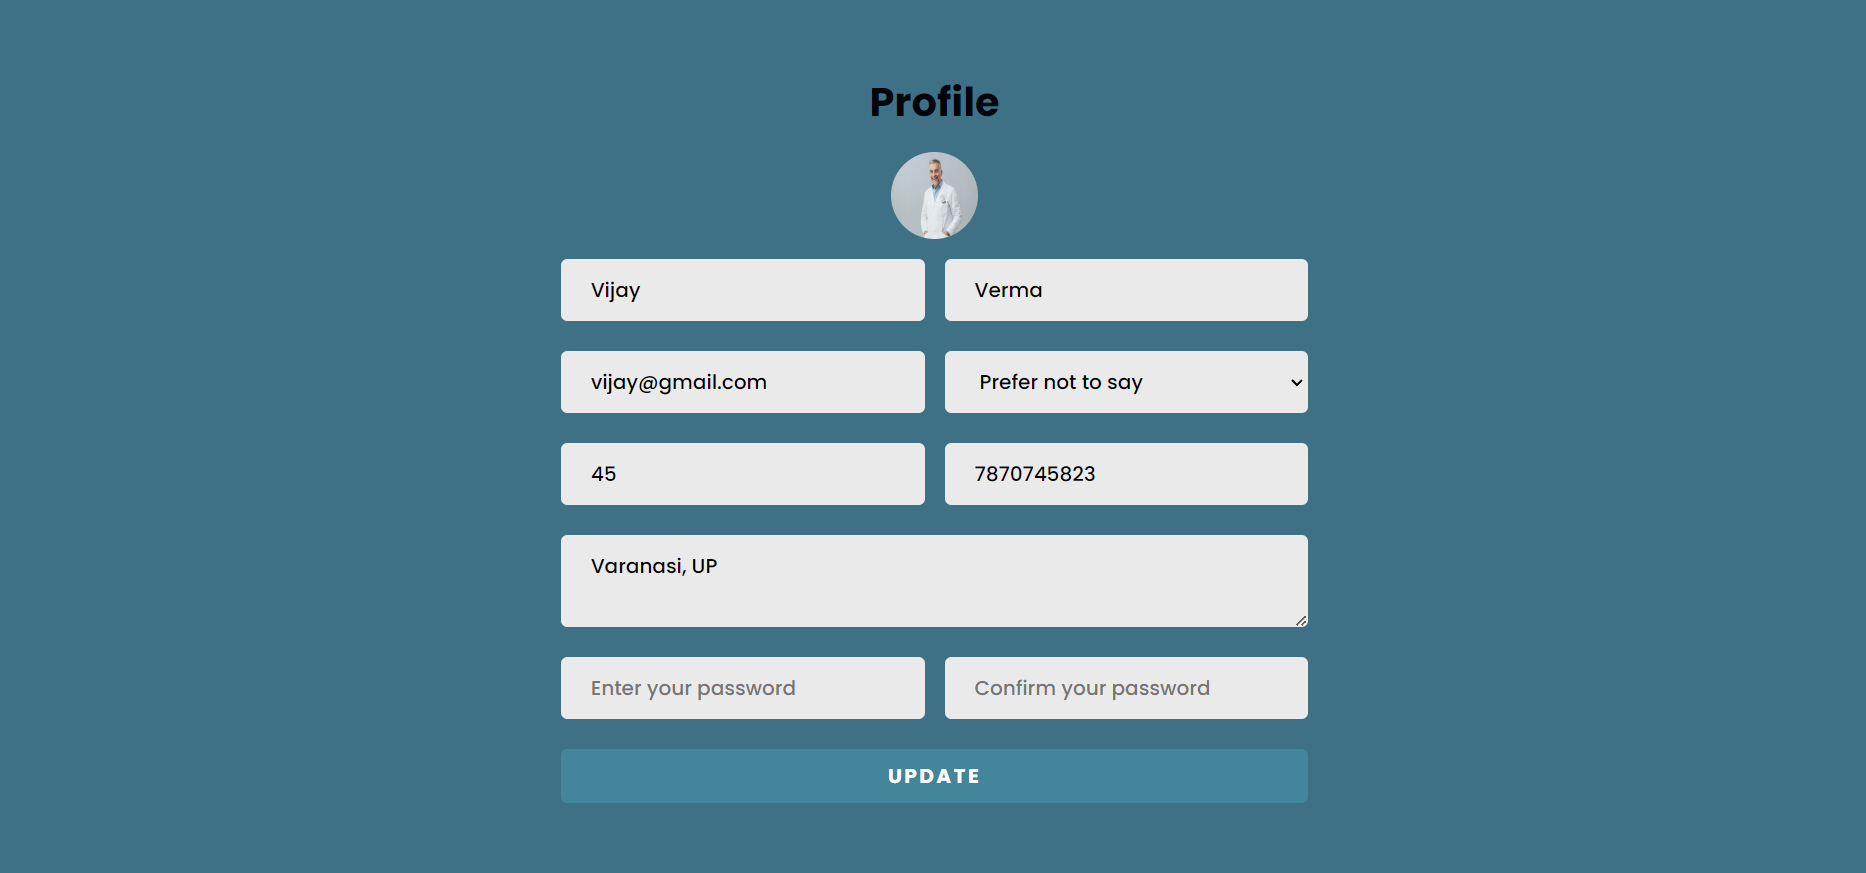 Profile
Vijay
Verma
vijay@gmail.com
Prefer not to say
45
7870745823
Varanasi, UP
Enter your password
Confirm your password
UPDATE